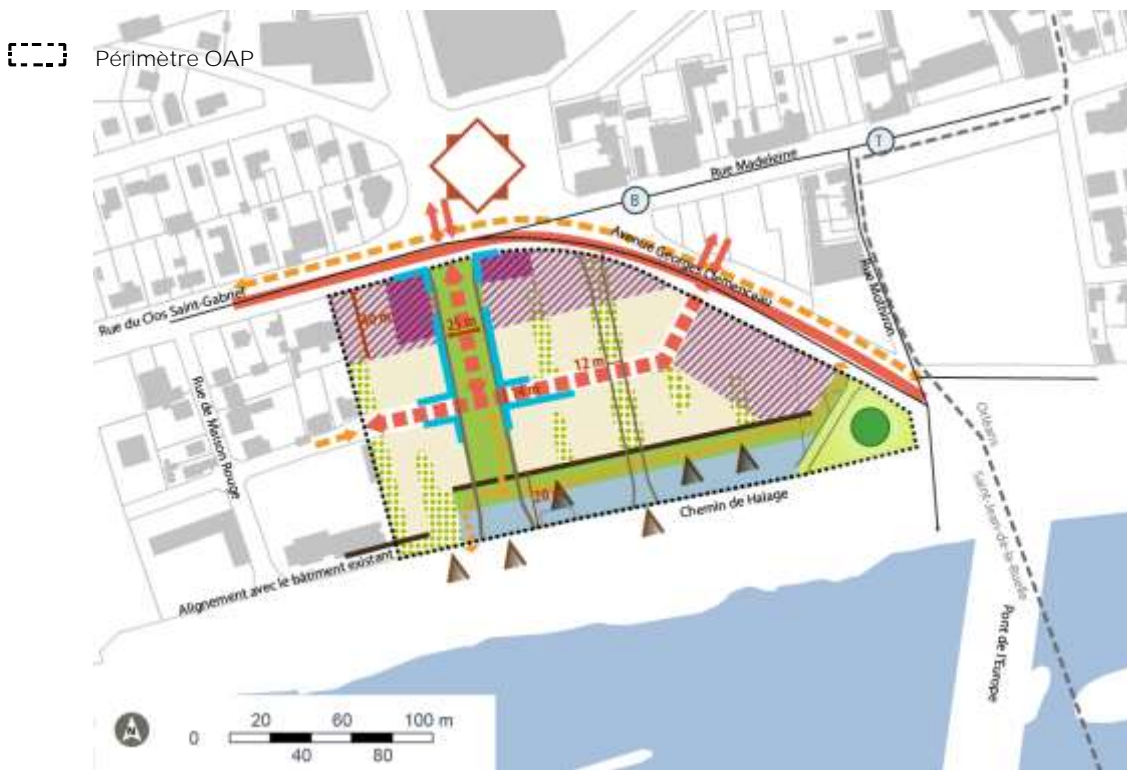 Périmètre OAP
T
Rue Madeleine
B
Avenue Georges Clémenceau
Rue du Clos Saint-Gabriel
Rue Mothiron
25 m
12 m
Rue de Maison Rouge
Orléans
Saint-Jean-de-la-Ruelle
Chemin de Halage
Alignement avec le bâtiment existant
Pont de l'Europe
N
0 20 60 100 m
40 80